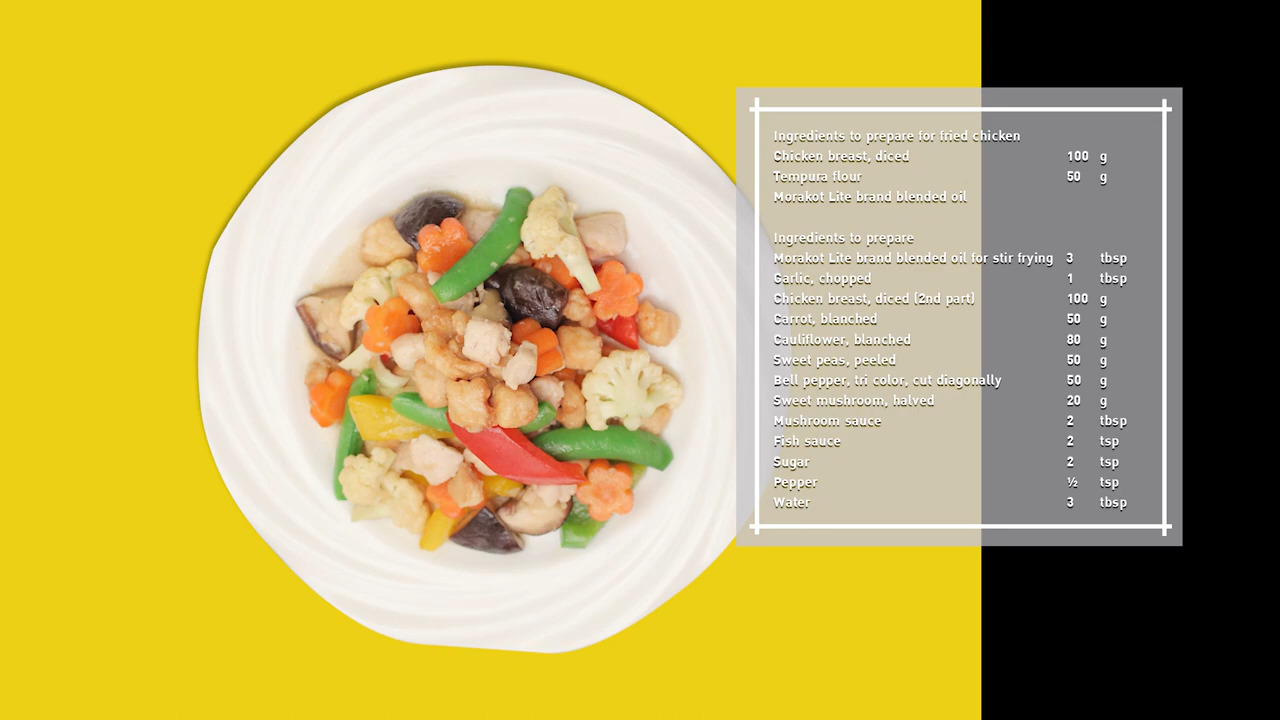 Ingredients to prepare for fried chicken
Chicken breast, diced 100 g
Tempura flour 50 g
Morakot Lite brand blended oil
Ingredients to prepare
Morakot Lite brand blended oil for stir frying 3 tbsp
Garlic, chopped 1 tbsp
Chicken breast, diced (2nd part) 100 g
Carrot, blanched 50 g
Cauliflower, blanched 80 g
Sweet peas, peeled 50 g
Bell pepper, tri color, cut diagonally 50 g
Sweet mushroom, halved 20 g
Mushroom sauce 2 tbsp
Fish sauce 2 tsp
Sugar 2 tsp
Pepper ½ tsp
Water 3 tbsp